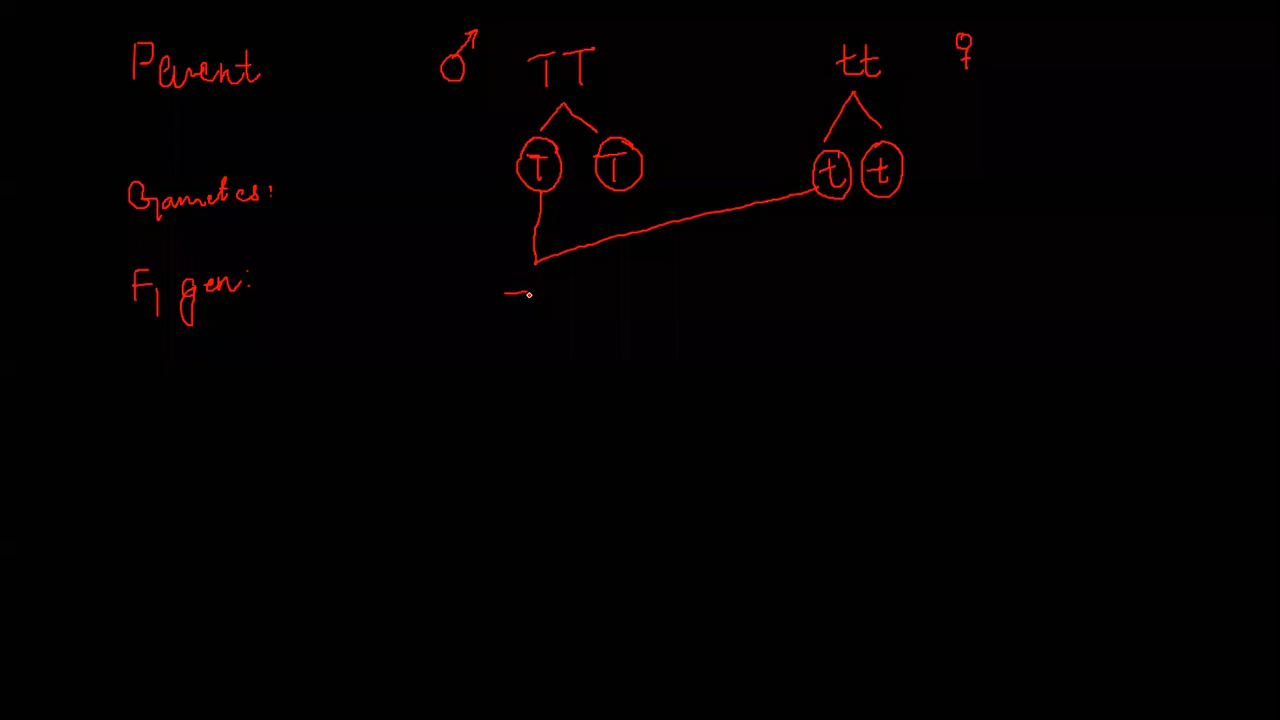 Parent ♂ TT tt ♀
T T t t
Gametes:
F1 gen: